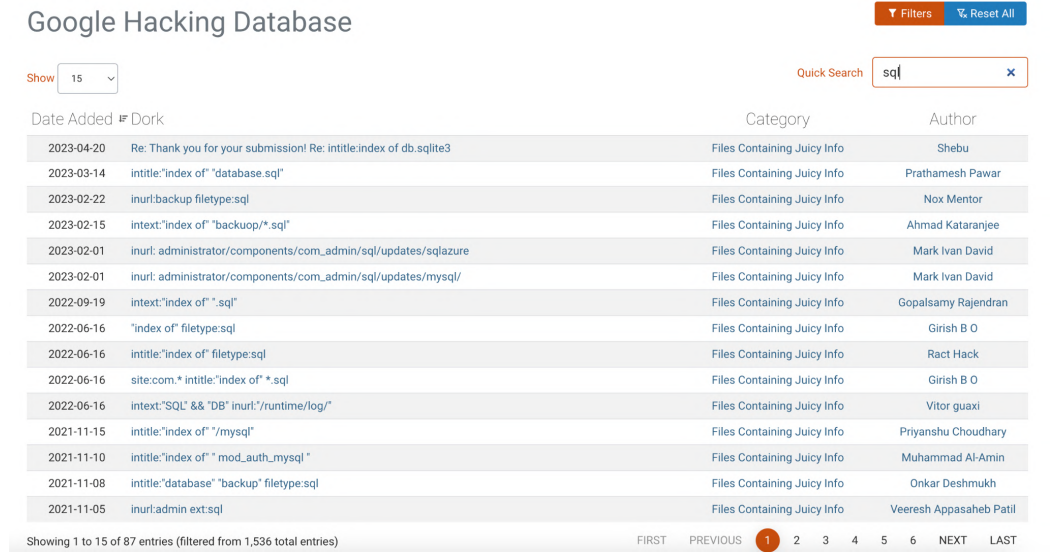 Google Hacking Database
Filters Reset All
Show 15 Quick Search sql
Date Added Dork Category Author
2023-04-20 Re: Thank you for your submission! Re: intitle:index of db.sqlite3 Files Containing Juicy Info Shebu
2023-03-14 intitle:"index of" "database.sql" Files Containing Juicy Info Prathamesh Pawar
2023-02-22 inurl:backup filetype:sql Files Containing Juicy Info Nox Mentor
2023-02-15 intext:"index of" "backuop/*.sql" Files Containing Juicy Info Ahmad Kataranjee
2023-02-01 inurl: administrator/components/com_admin/sql/updates/sqlazure Files Containing Juicy Info Mark Ivan David
2023-02-01 inurl: administrator/components/com_admin/sql/updates/mysql/ Files Containing Juicy Info Mark Ivan David
2022-09-19 intext:"index of" ".sql" Files Containing Juicy Info Gopalsamy Rajendran
2022-06-16 "index of" filetype:sql Files Containing Juicy Info Girish B O
2022-06-16 intitle:"index of" filetype:sql Files Containing Juicy Info Ract Hack
2022-06-16 site:com.* intitle:"index of" *.sql Files Containing Juicy Info Girish B O
2022-06-16 intext:"SQL" && "DB" inurl:"/runtime/log/" Files Containing Juicy Info Vitor guaxi
2021-11-15 intitle:"index of" "/mysql" Files Containing Juicy Info Priyanshu Choudhary
2021-11-10 intitle:"index of" " mod_auth_mysql " Files Containing Juicy Info Muhammad Al-Amin
2021-11-08 intitle:"database" "backup" filetype:sql Files Containing Juicy Info Onkar Deshmukh
2021-11-05 inurl:admin ext:sql Files Containing Juicy Info Veeresh Appasaheb Patil
Showing 1 to 15 of 87 entries (filtered from 1,536 total entries) FIRST PREVIOUS 1 2 3 4 5 6 NEXT LAST